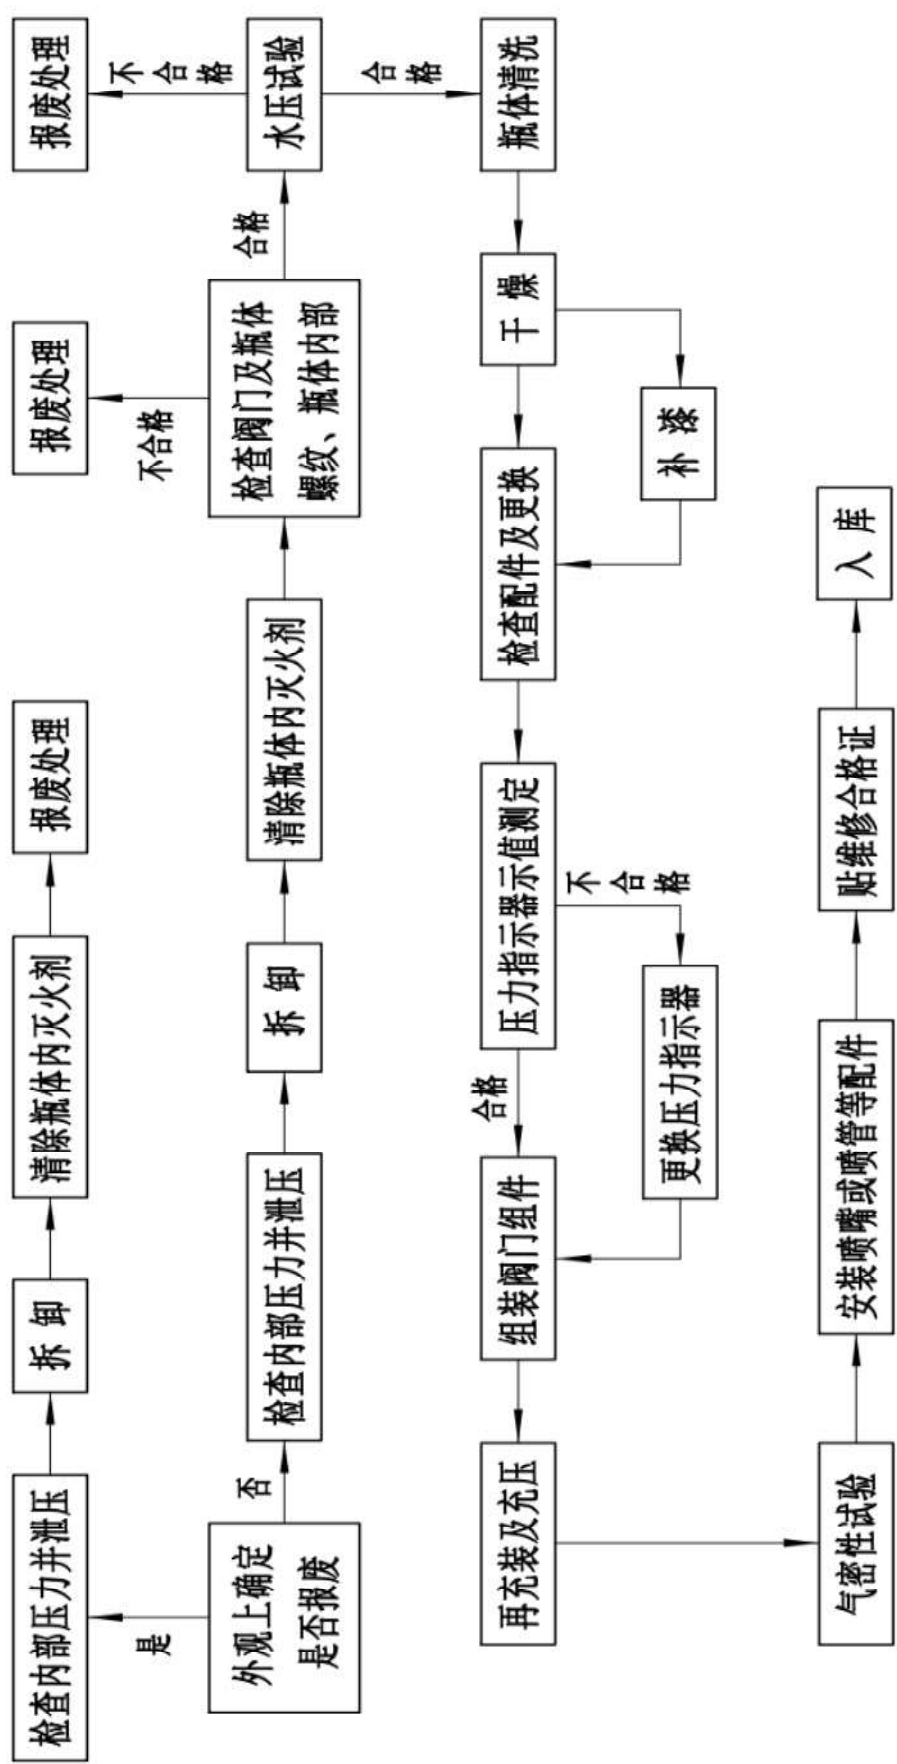 检查内部压力并泄压
拆 卸
清除瓶体内灭火剂
报废处理
报废处理
报废处理
是
不合格
不合格
外观上确定
是否报废
否
检查内部压力并泄压
拆 卸
清除瓶体内灭火剂
检查阀门及瓶体
螺纹、瓶体内部
合格
水压试验
合格
再充装及充压
组装阀门组件
合格
压力指示器示值测定
检查配件及更换
干 燥
瓶体清洗
不合格
更换压力指示器
补 漆
气密性试验
安装喷嘴或喷管等配件
贴维修合格证
入 库